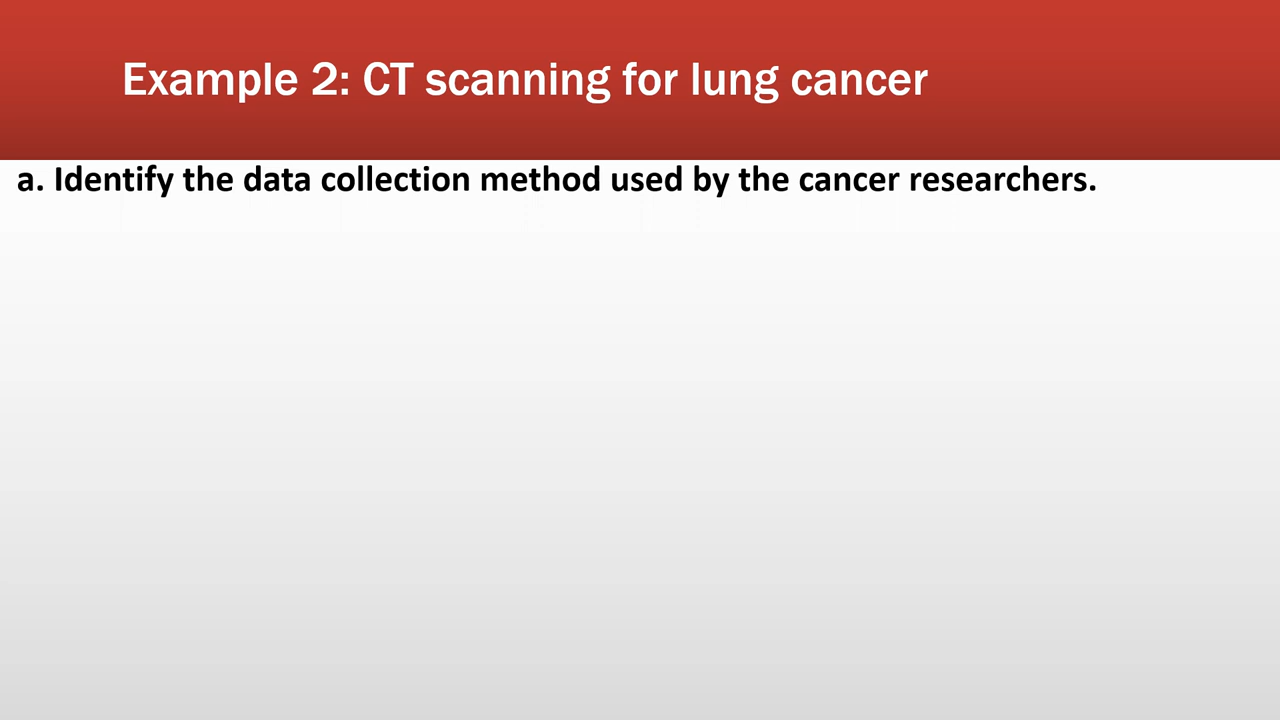 Example 2: CT scanning for lung cancer
a. Identify the data collection method used by the cancer researchers.